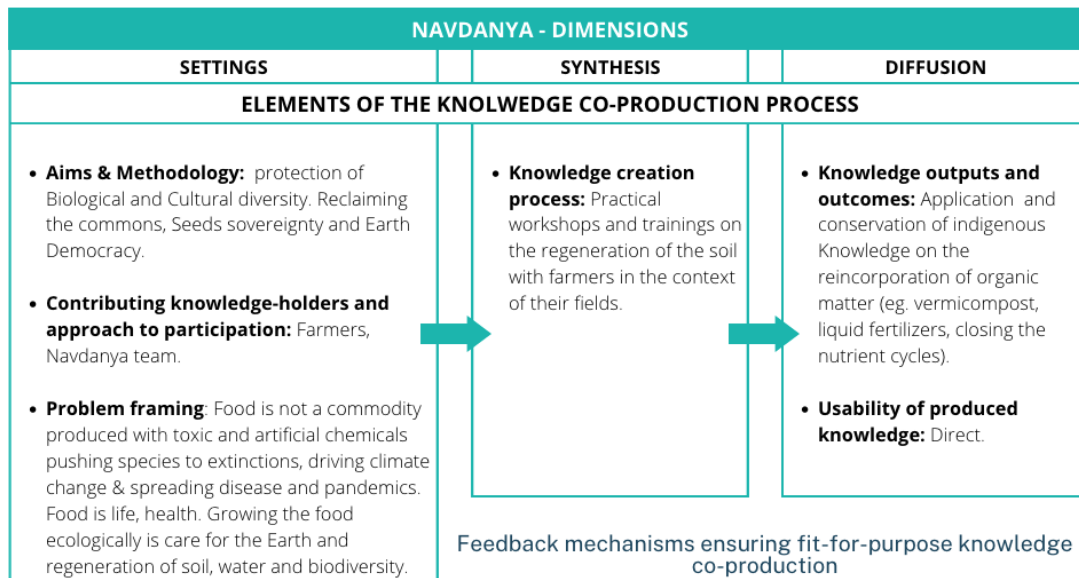 NAVDANYA - DIMENSIONS
SETTINGS
SYNTHESIS
DIFFUSION
ELEMENTS OF THE KNOLWEDGE CO-PRODUCTION PROCESS
• Aims & Methodology: protection of
Biological and Cultural diversity. Reclaiming
the commons, Seeds sovereignty and Earth
Democracy.
• Contributing knowledge-holders and
approach to participation: Farmers,
Navdanya team.
• Problem framing: Food is not a commodity
produced with toxic and artificial chemicals
pushing species to extinctions, driving climate
change & spreading disease and pandemics.
Food is life, health. Growing the food
ecologically is care for the Earth and
regeneration of soil, water and biodiversity.
• Knowledge creation
process: Practical
workshops and trainings on
the regeneration of the soil
with farmers in the context
of their fields.
• Knowledge outputs and
outcomes: Application and
conservation of indigenous
Knowledge on the
reincorporation of organic
matter (eg. vermicompost,
liquid fertilizers, closing the
nutrient cycles).
• Usability of produced
knowledge: Direct.
Feedback mechanisms ensuring fit-for-purpose knowledge
co-production